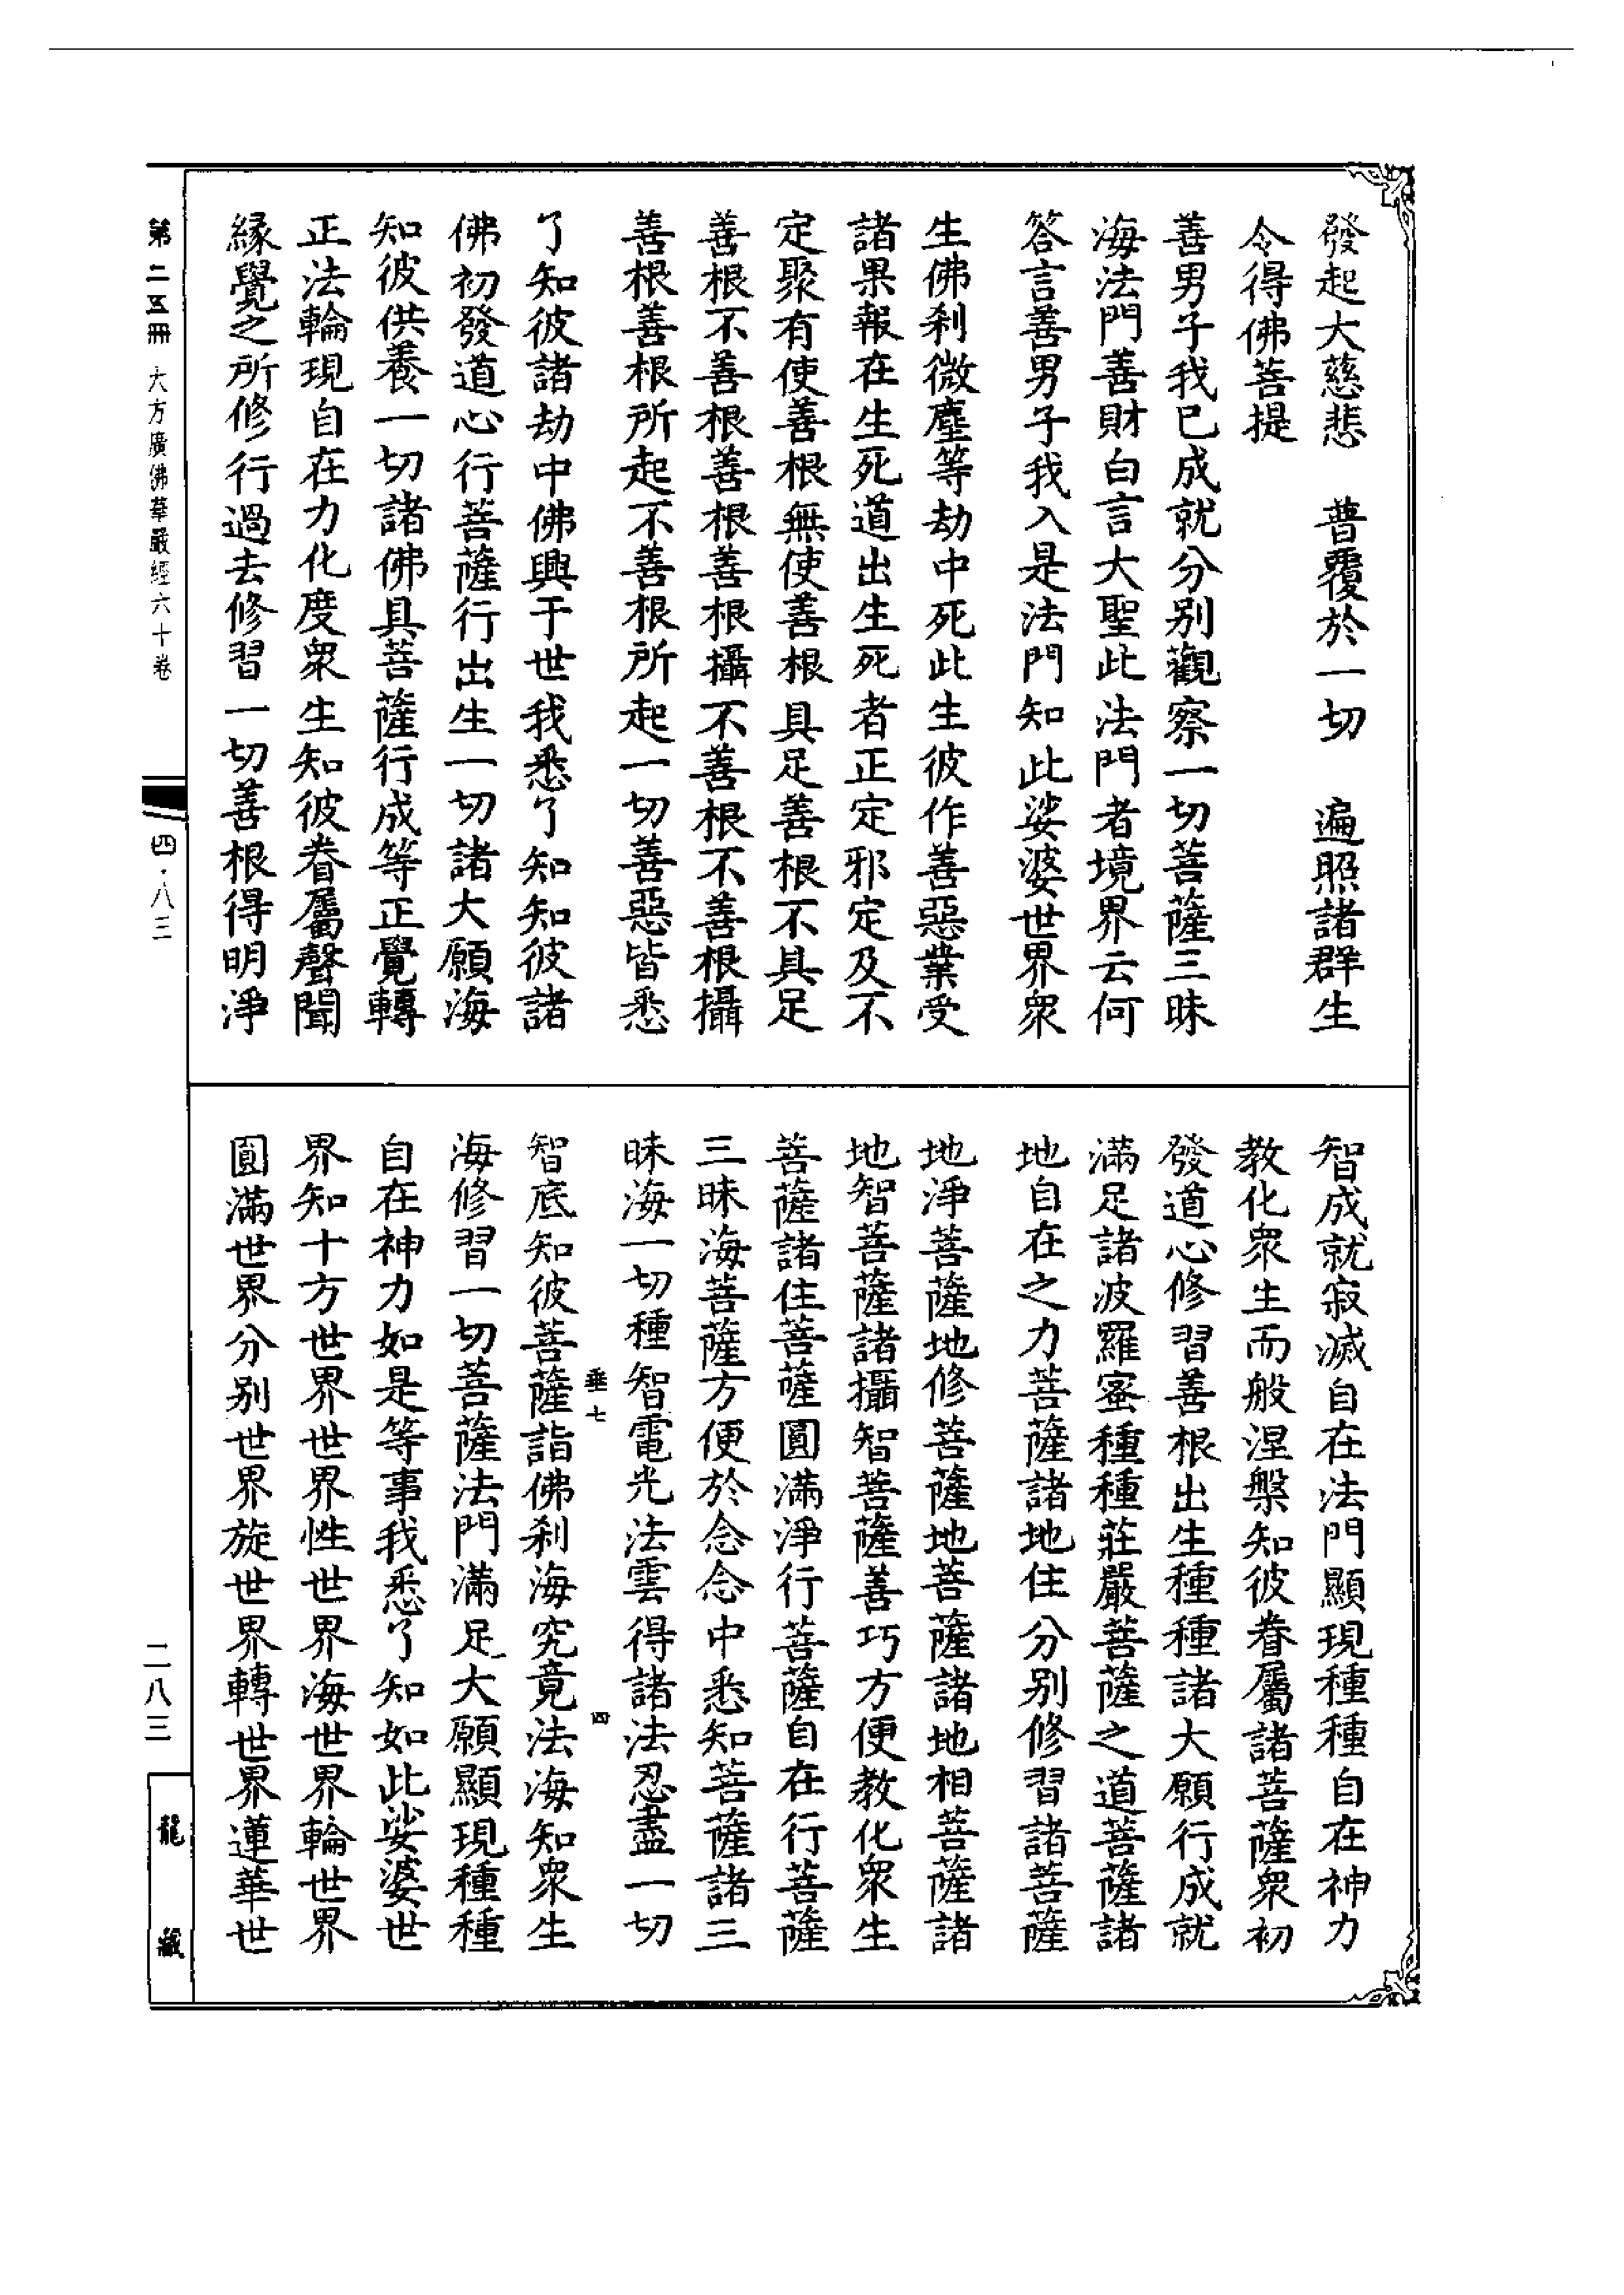 發起大慈悲　普覆於一切　遍照諸群生
令得佛菩提
善男子我已成就分别觀察一切菩薩三昧
海法門善財白言大聖此法門者境界云何
答言善男子我入是法門知此娑婆世界衆
生佛刹微塵等劫中死此生彼作善惡業受
諸果報在生死道出生死者正定邪定及不
定聚有使善根無使善根具足善根不具足
善根不善根善根善根攝不善根不善根攝
善根善根所起不善根所起一切善惡皆悉
了知彼諸劫中佛興于世我悉了知知彼諸
佛初發道心行菩薩行出生一切諸大願海
知彼供養一切諸佛具菩薩行成等正覺轉
正法輪現自在力化度衆生知彼眷屬聲聞
緣覺之所修行過去修習一切善根得明淨
智成就寂滅自在法門顯現種種自在神力
教化衆生而般涅槃知彼眷屬諸菩薩衆初
發道心修習善根出生種種諸大願行成就
滿足諸波羅蜜種種莊嚴菩薩之道菩薩諸
地自在之力菩薩諸地住分别修習諸菩薩
地淨菩薩地修菩薩地菩薩諸地相菩薩諸
地智菩薩諸攝智菩薩善巧方便教化衆生
菩薩諸住菩薩圓滿淨行菩薩自在行菩薩
三昧海菩薩方便於念念中悉知菩薩諸三
昧海一切種智電光法雲得諸法忍盡一切
垂七　四
智底知彼菩薩詣佛刹海究竟法海知衆生
海修習一切菩薩法門滿足大願顯現種種
自在神力如是等事我悉了知如此娑婆世
界知十方世界世界性世界海世界輪世界
圓滿世界分别世界旋世界轉世界蓮華世
第二五冊　大方廣佛華嚴經六十卷
四·八三
二八三
龍藏